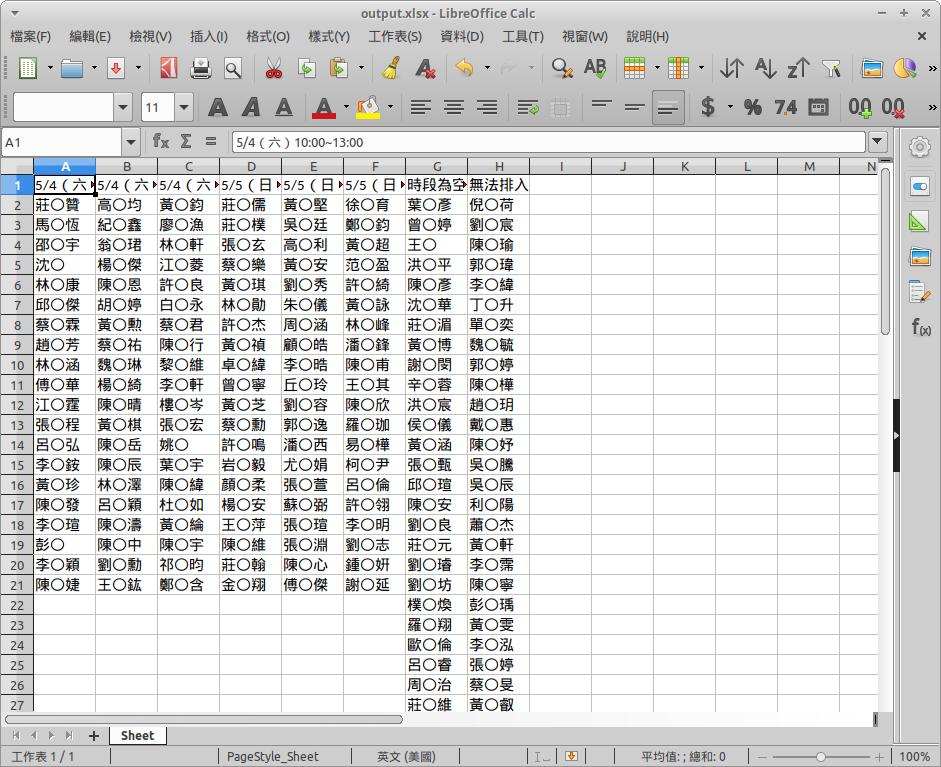 output.xlsx - LibreOffice Calc
檔案(F) 編輯(E) 檢視(V) 插入(I) 格式(O) 樣式(Y) 工作表(S) 資料(D) 工具(T) 視窗(W) 說明(H)
11
$ % 7.4 00 00
A1 fx Σ = 5/4 ( 六 ) 10:00~13:00
A B C D E F G H I J K L M N
1 5/4 ( 六 5/4 ( 六 5/4 ( 六 5/5 ( 日 5/5 ( 日 5/5 ( 日 時段為空 無法排入
2 莊〇贊 高〇均 黃〇鈞 莊〇儒 黃〇堅 徐〇育 葉〇彥 倪〇荷
3 馬〇恆 紀〇鑫 廖〇漁 莊〇樸 吳〇廷 鄭〇鈞 曾〇婷 劉〇宸
4 邵〇宇 翁〇珺 林〇軒 張〇玄 高〇利 黃〇超 王〇 陳〇瑜
5 沈〇 楊〇傑 江〇菱 蔡〇樂 黃〇安 范〇盈 洪〇平 郭〇瑋
6 林〇康 陳〇恩 許〇良 黃〇琪 劉〇秀 許〇綺 陳〇彥 李〇緯
7 邱〇傑 胡〇婷 白〇永 林〇勛 朱〇儀 黃〇詠 沈〇華 丁〇升
8 蔡〇霖 黃〇勳 蔡〇君 許〇杰 周〇涵 林〇峰 莊〇湄 單〇奕
9 趙〇芳 蔡〇祐 陳〇行 黃〇禎 顧〇皓 潘〇鋒 黃〇博 魏〇毓
10 林〇涵 魏〇琳 黎〇維 卓〇緯 李〇晧 陳〇甫 謝〇閔 郭〇婷
11 傅〇華 楊〇綺 李〇軒 曾〇寧 丘〇玲 王〇其 辛〇蓉 陳〇樺
12 江〇霆 陳〇晴 樓〇岑 黃〇芝 劉〇容 陳〇欣 洪〇宸 趙〇玥
13 張〇程 黃〇棋 張〇宏 蔡〇勳 郭〇逸 羅〇珈 侯〇儀 戴〇惠
14 呂〇弘 陳〇岳 姚〇 許〇鳴 潘〇西 易〇樺 黃〇涵 陳〇妤
15 李〇銨 陳〇辰 葉〇宇 岩〇毅 尤〇娟 柯〇尹 張〇甄 吳〇騰
16 黃〇珍 林〇澤 陳〇緯 顏〇柔 張〇萱 呂〇倫 邱〇瑄 吳〇辰
17 陳〇發 呂〇穎 杜〇如 楊〇安 蘇〇弼 許〇翎 陳〇安 利〇陽
18 李〇瑄 陳〇濤 黃〇綸 王〇萍 張〇瑄 李〇明 劉〇良 蕭〇杰
19 彭〇 陳〇中 陳〇宇 陳〇維 張〇淵 劉〇志 莊〇元 黃〇軒
20 李〇穎 劉〇勳 祁〇昀 莊〇翰 陳〇心 鍾〇妍 劉〇璿 李〇霈
21 陳〇婕 王〇鈜 鄭〇含 金〇翔 傅〇傑 謝〇延 劉〇坊 陳〇寧
22 樸〇煥 彭〇瑀
23 羅〇翔 黃〇雯
24 歐〇倫 李〇泓
25 呂〇睿 張〇婷
26 周〇治 蔡〇旻
27 莊〇維 黃〇叡
Sheet
工作表 1 / 1 PageStyle_Sheet 英文 (美國) 平均值: ; 總和: 0 100%